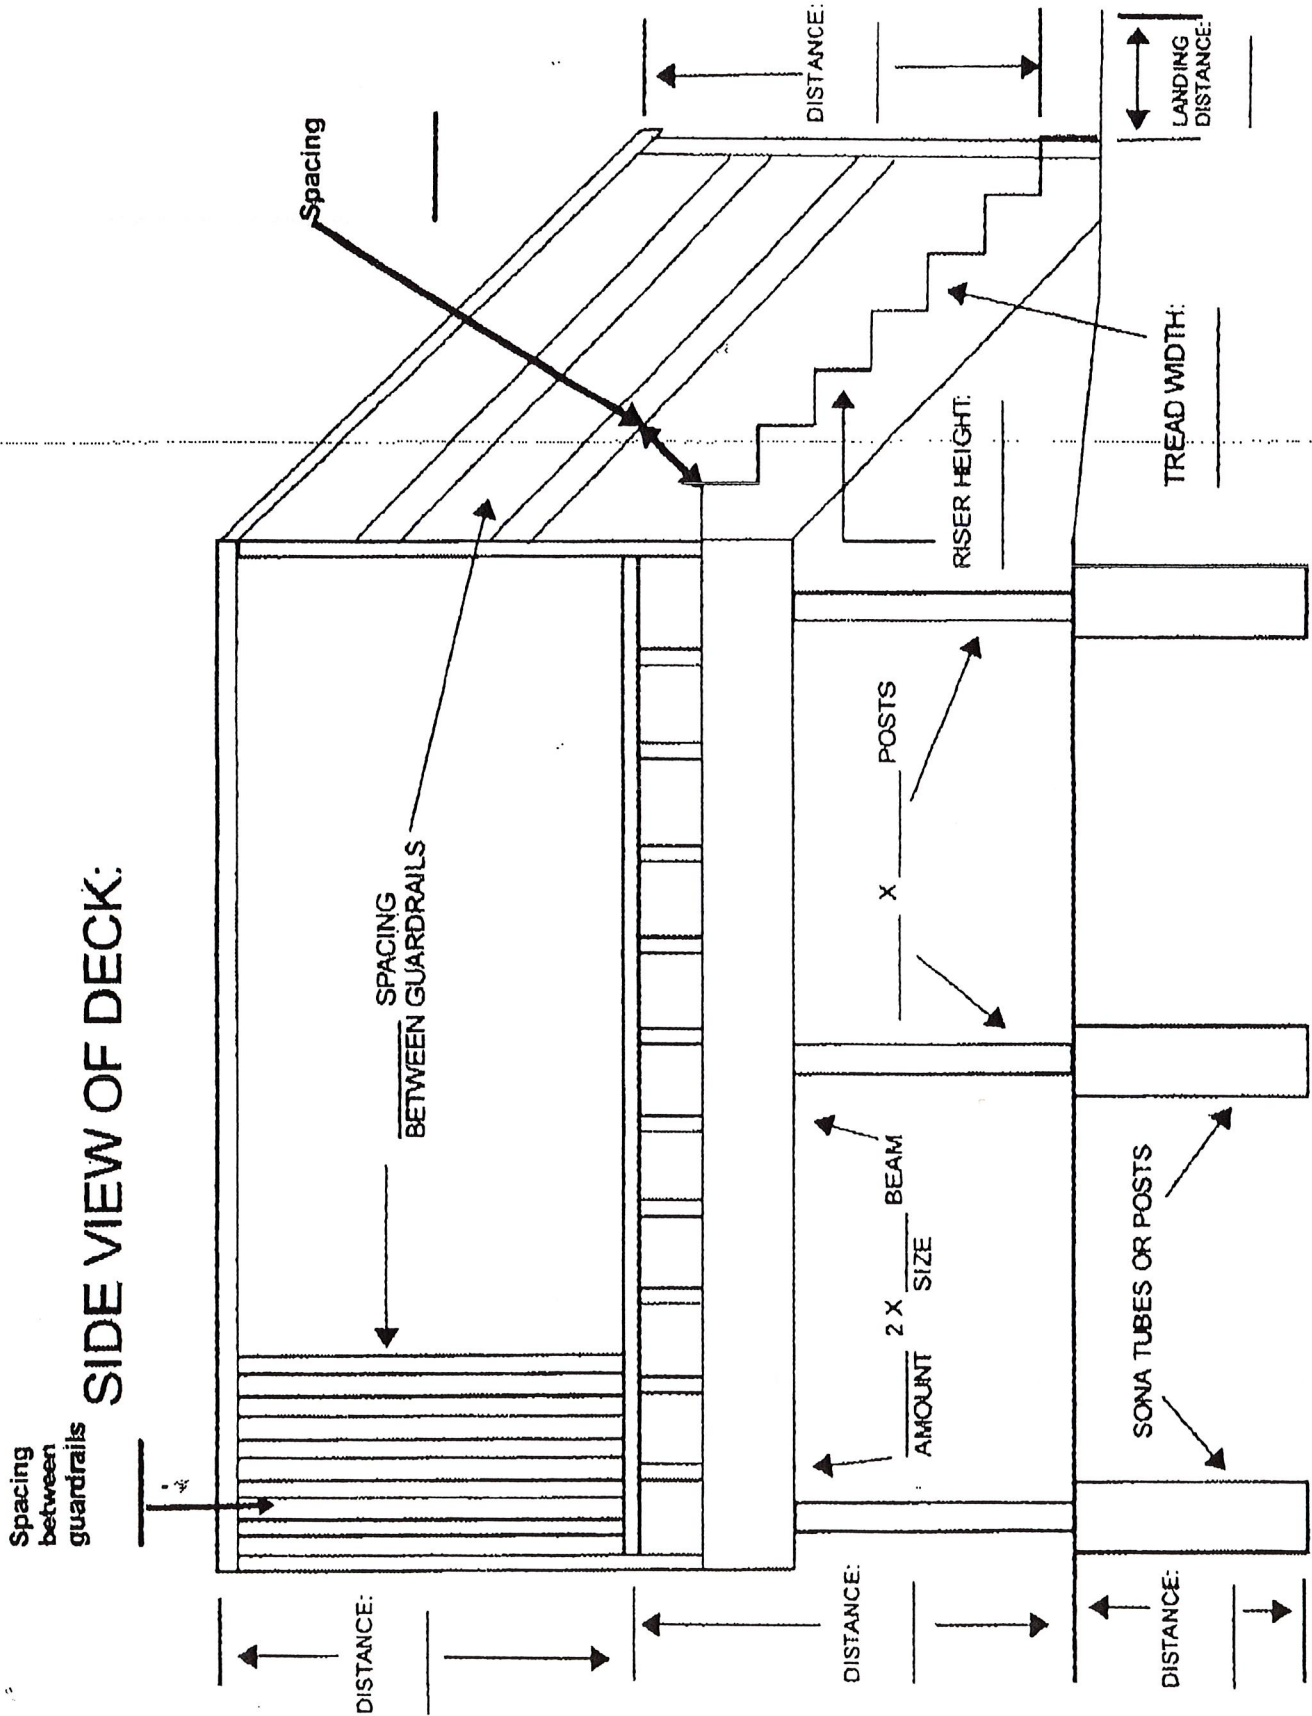 SIDE VIEW OF DECK:
Spacing
between
guardrails
Spacing
SPACING
BETWEEN GUARDRAILS
DISTANCE:
DISTANCE:
DISTANCE:
DISTANCE:
LANDING
DISTANCE:
RISER HEIGHT:
TREAD WIDTH:
X POSTS
2 X BEAM
AMOUNT SIZE
SONA TUBES OR POSTS